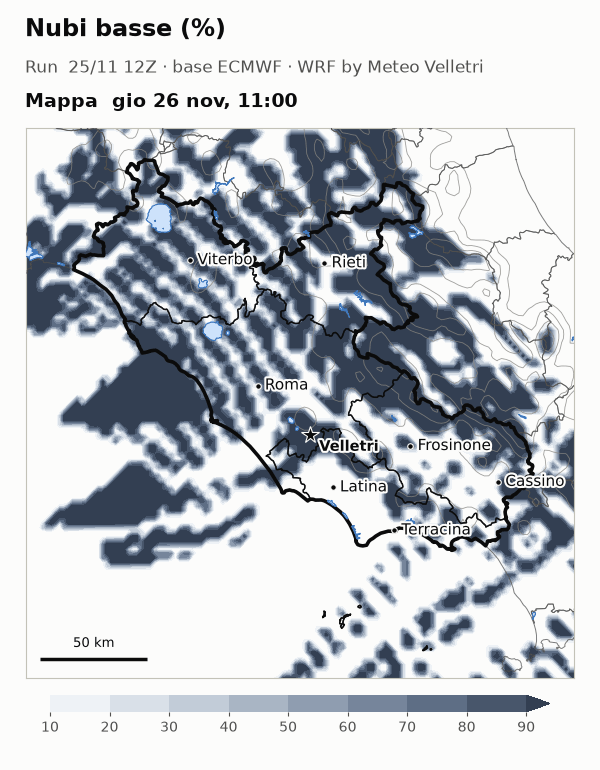 Nubi basse (%)
Run 25/11 12Z · base ECMWF · WRF by Meteo Velletri
Mappa gio 26 nov, 11:00
Viterbo
Rieti
Roma
Velletri
Frosinone
Latina
Cassino
Terracina
50 km
10 20 30 40 50 60 70 80 90